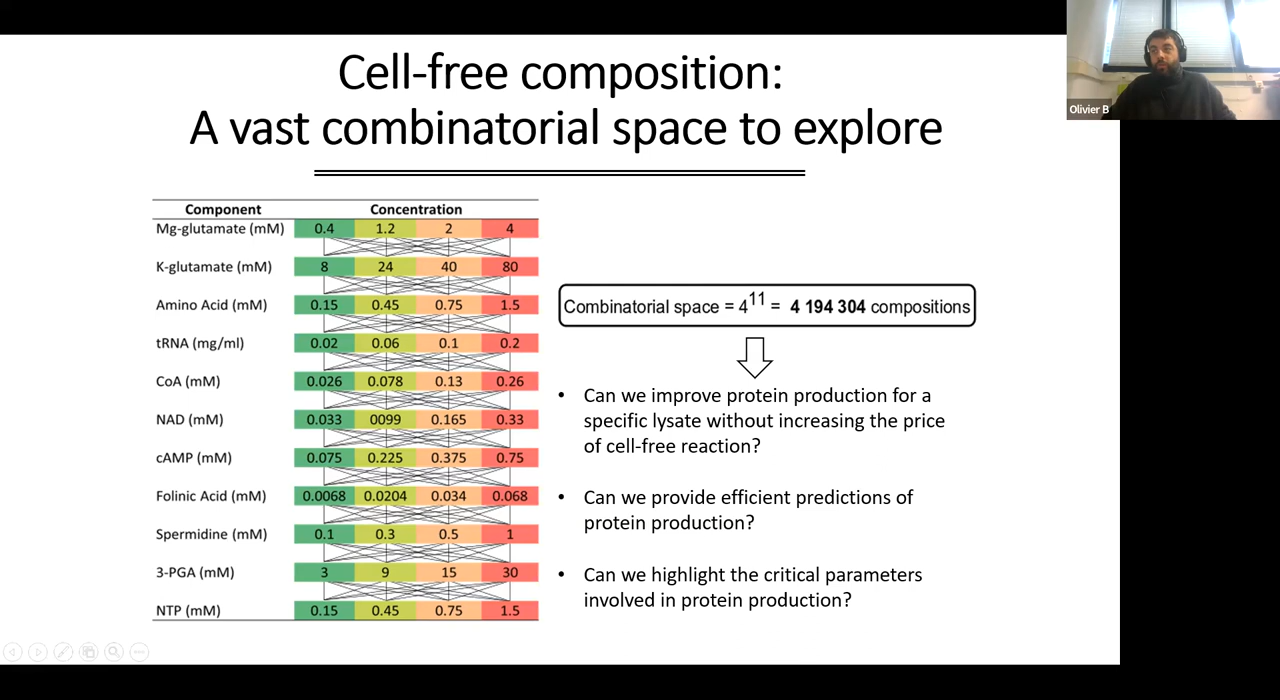 Cell-free composition:
A vast combinatorial space to explore
Olivier B
Component Concentration
Mg-glutamate (mM) 0.4 1.2 2 4
K-glutamate (mM) 8 24 40 80
Amino Acid (mM) 0.15 0.45 0.75 1.5
tRNA (mg/ml) 0.02 0.06 0.1 0.2
CoA (mM) 0.026 0.078 0.13 0.26
NAD (mM) 0.033 0099 0.165 0.33
cAMP (mM) 0.075 0.225 0.375 0.75
Folinic Acid (mM) 0.0068 0.0204 0.034 0.068
Spermidine (mM) 0.1 0.3 0.5 1
3-PGA (mM) 3 9 15 30
NTP (mM) 0.15 0.45 0.75 1.5
Combinatorial space = 4¹¹ = 4 194 304 compositions
• Can we improve protein production for a
specific lysate without increasing the price
of cell-free reaction?
• Can we provide efficient predictions of
protein production?
• Can we highlight the critical parameters
involved in protein production?